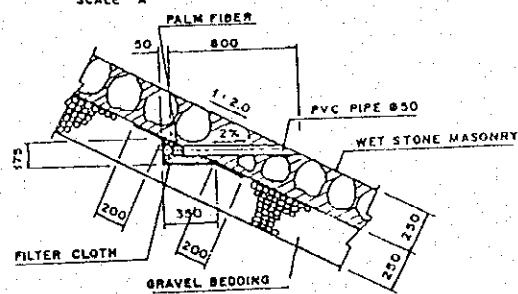 SCALE A
PALM FIBER
50
800
1:2.0
2%
PVC PIPE Ø50
WET STONE MASONRY
175
200
350
200
250
250
FILTER CLOTH
GRAVEL BEDDING